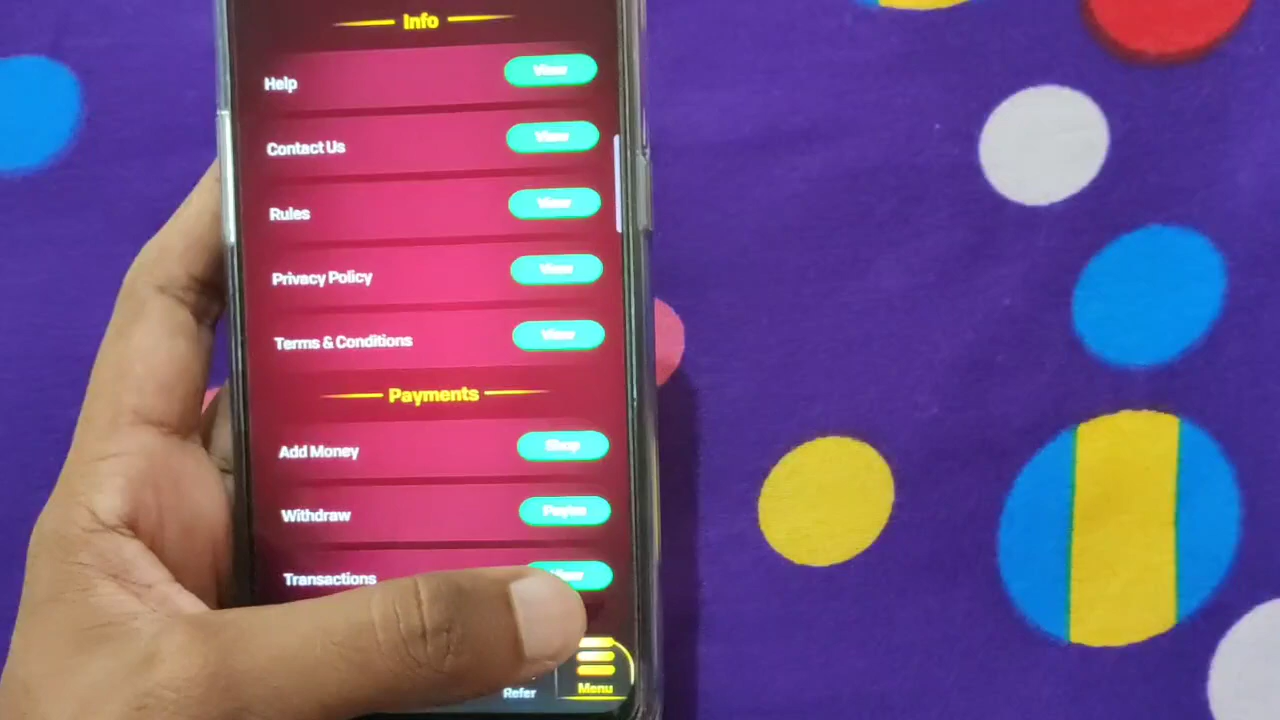 Info
Help
View
Contact Us
View
Rules
View
Privacy Policy
View
Terms & Conditions
View
Payments
Add Money
Shop
Withdraw
Transactions
View
Refer
Menu